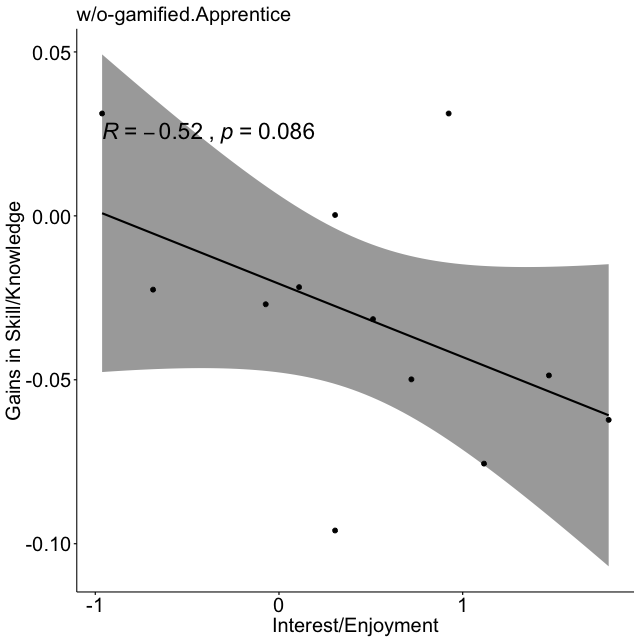 w/o-gamified.Apprentice
0.05
R = −0.52 , p = 0.086
0.00
Gains in Skill/Knowledge
-0.05
-0.10
-1 0 1
Interest/Enjoyment